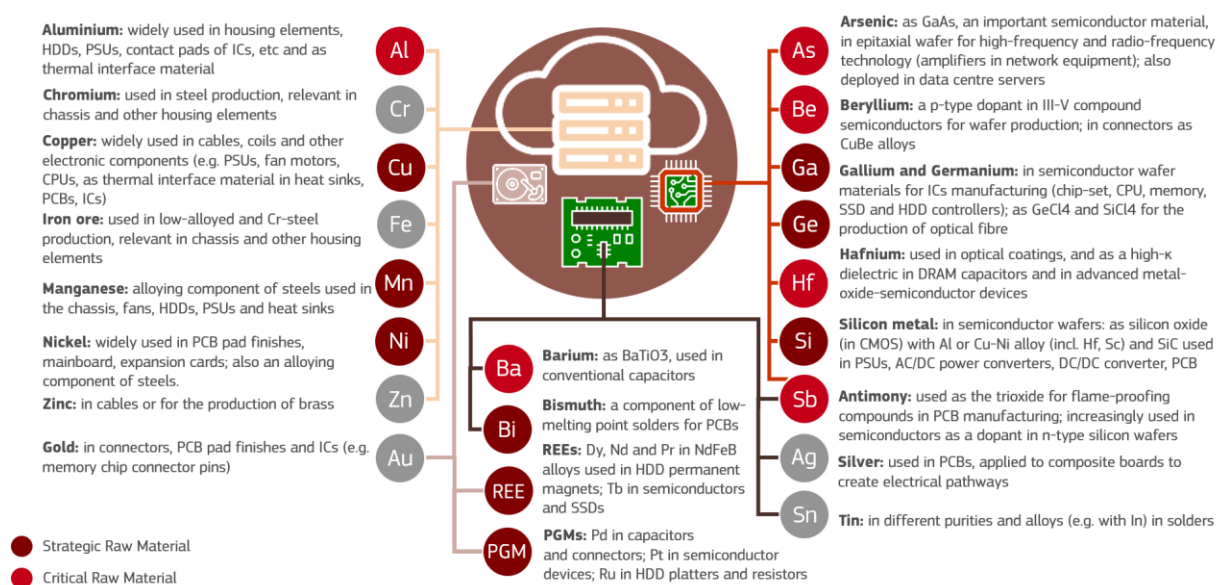 Aluminium: widely used in housing elements,
HDDs, PSUs, contact pads of ICs, etc and as
thermal interface material
Al
Chromium: used in steel production, relevant in
chassis and other housing elements
Cr
Copper: widely used in cables, coils and other
electronic components (e.g. PSUs, fan motors,
CPUs, as thermal interface material in heat sinks,
PCBs, ICs)
Cu
Iron ore: used in low-alloyed and Cr-steel
production, relevant in chassis and other housing
elements
Fe
Manganese: alloying component of steels used in
the chassis, fans, HDDs, PSUs and heat sinks
Mn
Nickel: widely used in PCB pad finishes,
mainboard, expansion cards; also an alloying
component of steels.
Ni
Zinc: in cables or for the production of brass
Zn
Gold: in connectors, PCB pad finishes and ICs (e.g.
memory chip connector pins)
Au
Strategic Raw Material
Critical Raw Material
Ba
Barium: as BaTiO3, used in
conventional capacitors
Bi
Bismuth: a component of low-
melting point solders for PCBs
REE
REEs: Dy, Nd and Pr in NdFeB
alloys used in HDD permanent
magnets; Tb in semiconductors
and SSDs
PGM
PGMs: Pd in capacitors
and connectors; Pt in semiconductor
devices; Ru in HDD platters and resistors
As
Arsenic: as GaAs, an important semiconductor material,
in epitaxial wafer for high-frequency and radio-frequency
technology (amplifiers in network equipment); also
deployed in data centre servers
Be
Beryllium: a p-type dopant in III-V compound
semiconductors for wafer production; in connectors as
CuBe alloys
Ga
Ge
Gallium and Germanium: in semiconductor wafer
materials for ICs manufacturing (chip-set, CPU, memory,
SSD and HDD controllers); as GeCl4 and SiCl4 for the
production of optical fibre
Hf
Hafnium: used in optical coatings, and as a high-κ
dielectric in DRAM capacitors and in advanced metal-
oxide-semiconductor devices
Si
Silicon metal: in semiconductor wafers: as silicon oxide
(in CMOS) with Al or Cu-Ni alloy (incl. Hf, Sc) and SiC used
in PSUs, AC/DC power converters, DC/DC converter, PCB
Sb
Antimony: used as the trioxide for flame-proofing
compounds in PCB manufacturing; increasingly used in
semiconductors as a dopant in n-type silicon wafers
Ag
Silver: used in PCBs, applied to composite boards to
create electrical pathways
Sn
Tin: in different purities and alloys (e.g. with In) in solders